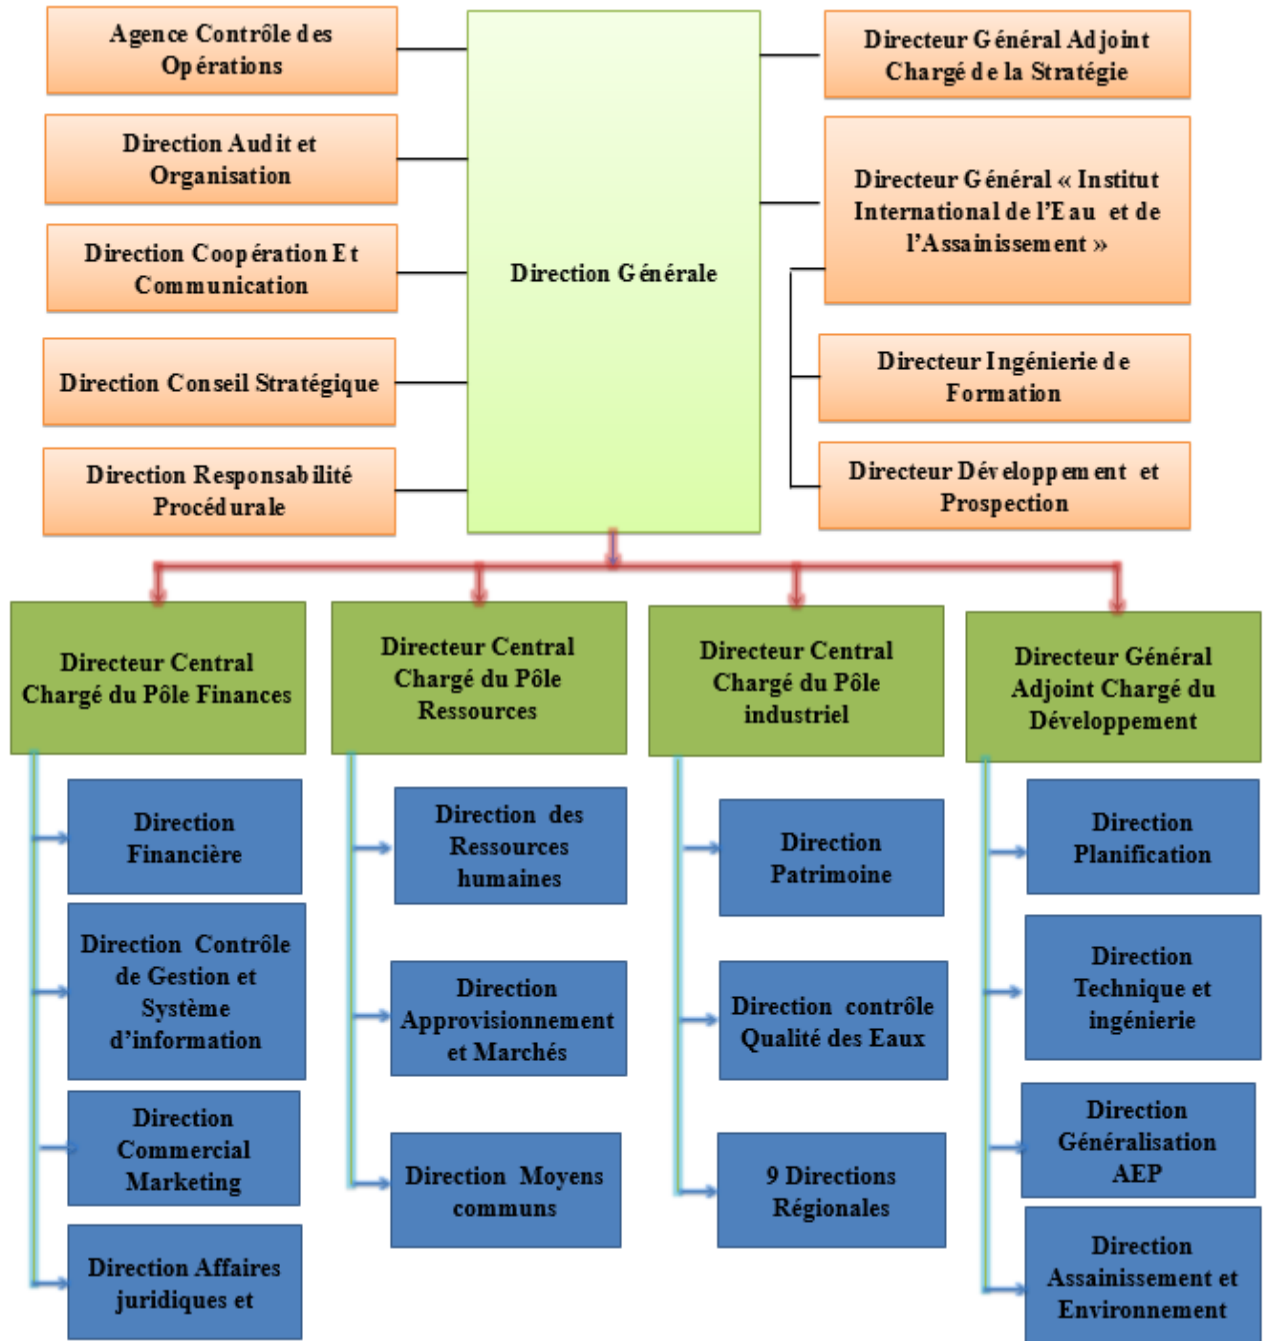 Agence Contrôle des
Opérations
Direction Audit et
Organisation
Direction Coopération Et
Communication
Direction Conseil Stratégique
Direction Responsabilité
Procédurale
Direction Générale
Directeur Général Adjoint
Chargé de la Stratégie
Directeur Général « Institut
International de l’Eau et de
l’Assainissement »
Directeur Ingénierie de
Formation
Directeur Développement et
Prospection
Directeur Central
Chargé du Pôle Finances
Direction
Financière
Direction Contrôle
de Gestion et
Système
d’information
Direction
Commercial
Marketing
Direction Affaires
juridiques et
Directeur Central
Chargé du Pôle
Ressources
Direction des
Ressources
humaines
Direction
Approvisionnement
et Marchés
Direction Moyens
communs
Directeur Central
Chargé du Pôle
industriel
Direction
Patrimoine
Direction contrôle
Qualité des Eaux
9 Directions
Régionales
Directeur Général
Adjoint Chargé du
Développement
Direction
Planification
Direction
Technique et
ingénierie
Direction
Généralisation
AEP
Direction
Assainissement et
Environnement